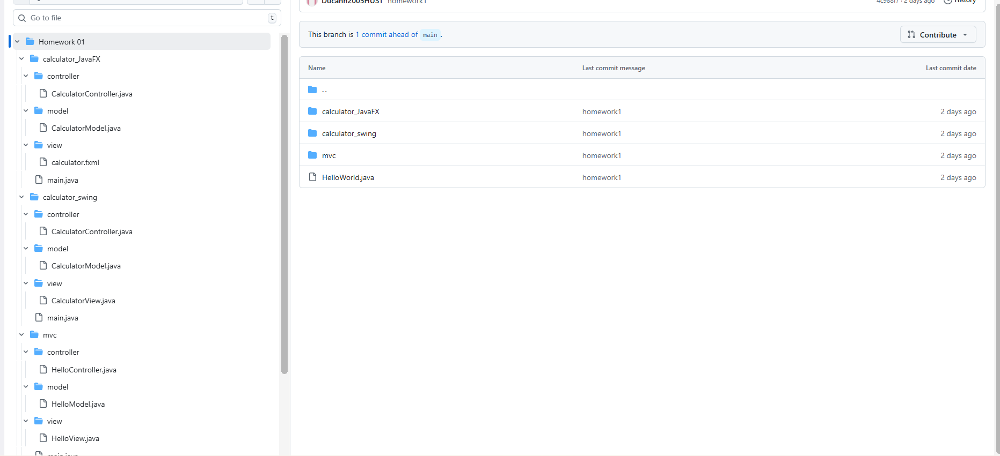 Go to file t
Homework 01
calculator_JavaFX
controller
CalculatorController.java
model
CalculatorModel.java
view
calculator.fxml
main.java
calculator_swing
controller
CalculatorController.java
model
CalculatorModel.java
view
CalculatorView.java
main.java
mvc
controller
HelloController.java
model
HelloModel.java
view
HelloView.java
main.java
Ducanh2005HUST homework1 2 days ago History
This branch is 1 commit ahead of main . Contribute
Name Last commit message Last commit date
..
calculator_JavaFX homework1 2 days ago
calculator_swing homework1 2 days ago
mvc homework1 2 days ago
HelloWorld.java homework1 2 days ago